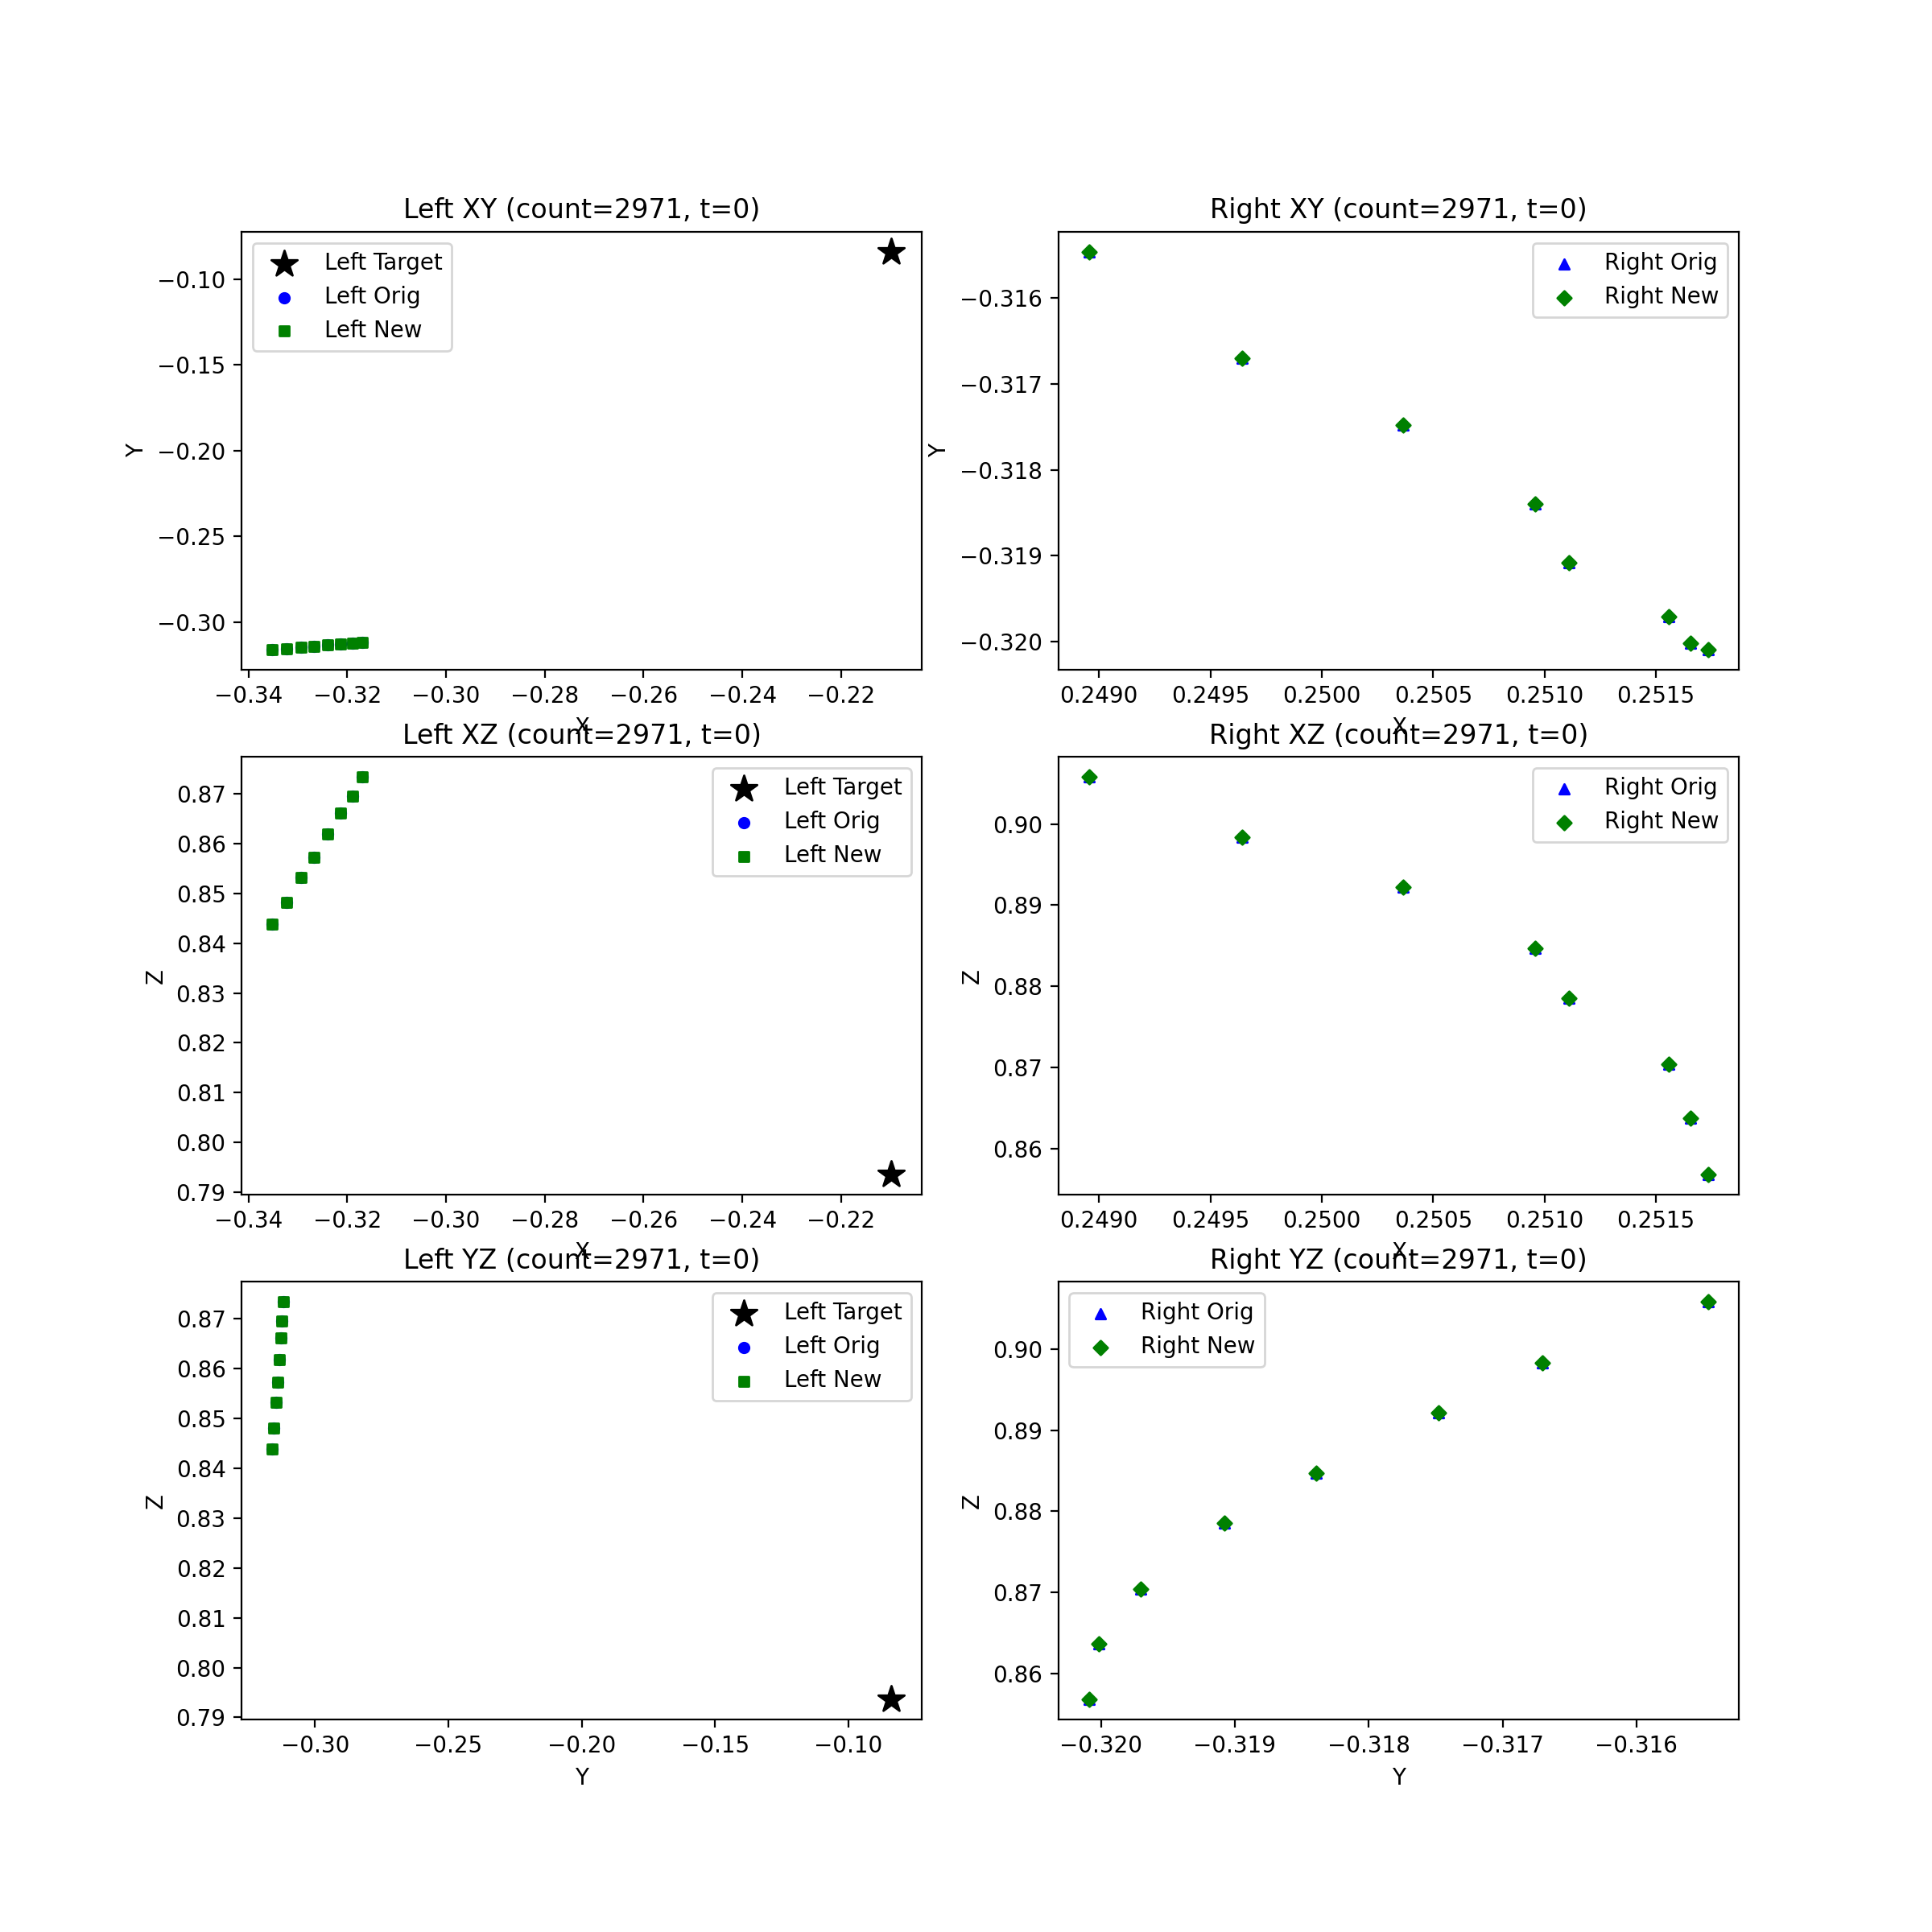 Left XY (count=2971, t=0)
Left Target
Left Orig
Left New
−0.10
−0.15
−0.20
−0.25
−0.30
Y
−0.34 −0.32 −0.30 −0.28 −0.26 −0.24 −0.22
X
Right XY (count=2971, t=0)
Right Orig
Right New
−0.316
−0.317
−0.318
−0.319
−0.320
Y
0.2490 0.2495 0.2500 0.2505 0.2510 0.2515
X
Left XZ (count=2971, t=0)
Left Target
Left Orig
Left New
0.87
0.86
0.85
0.84
0.83
0.82
0.81
0.80
0.79
Z
−0.34 −0.32 −0.30 −0.28 −0.26 −0.24 −0.22
X
Right XZ (count=2971, t=0)
Right Orig
Right New
0.90
0.89
0.88
0.87
0.86
Z
0.2490 0.2495 0.2500 0.2505 0.2510 0.2515
X
Left YZ (count=2971, t=0)
Left Target
Left Orig
Left New
0.87
0.86
0.85
0.84
0.83
0.82
0.81
0.80
0.79
Z
−0.30 −0.25 −0.20 −0.15 −0.10
Y
Right YZ (count=2971, t=0)
Right Orig
Right New
0.90
0.89
0.88
0.87
0.86
Z
−0.320 −0.319 −0.318 −0.317 −0.316
Y